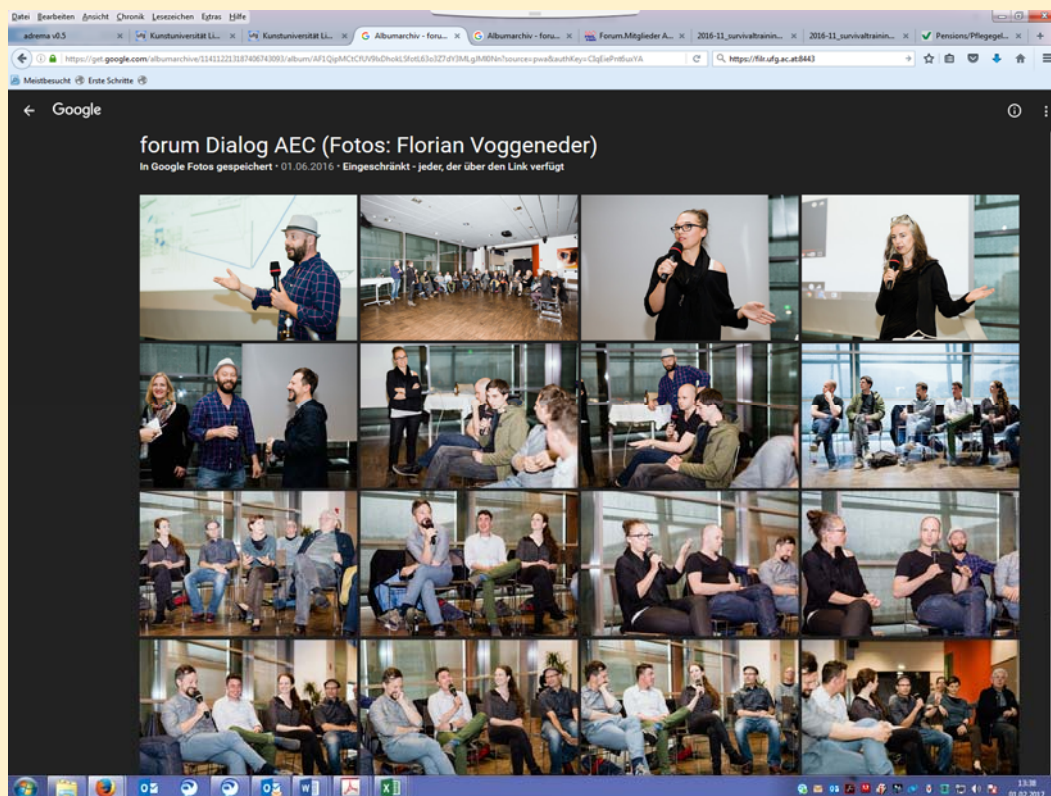 Datei Bearbeiten Ansicht Chronik Lesezeichen Extras Hilfe
adrema v0.5
Kunstuniversität Li...
Kunstuniversität Li...
Albumarchiv - foru...
Albumarchiv - foru...
Forum.Mitglieder A...
2016-11_survivaltrainin...
2016-11_survivaltrainin...
Pensions/Pflegegel...
https://get.google.com/albumarchive/
https://filr.ufg.ac.at:8443
Meistbesucht Erste Schritte
Google
forum Dialog AEC (Fotos: Florian Voggeneder)
In Google Fotos gespeichert · 01.06.2016 · Eingeschränkt - jeder, der über den Link verfügt
13:38
01.02.2017